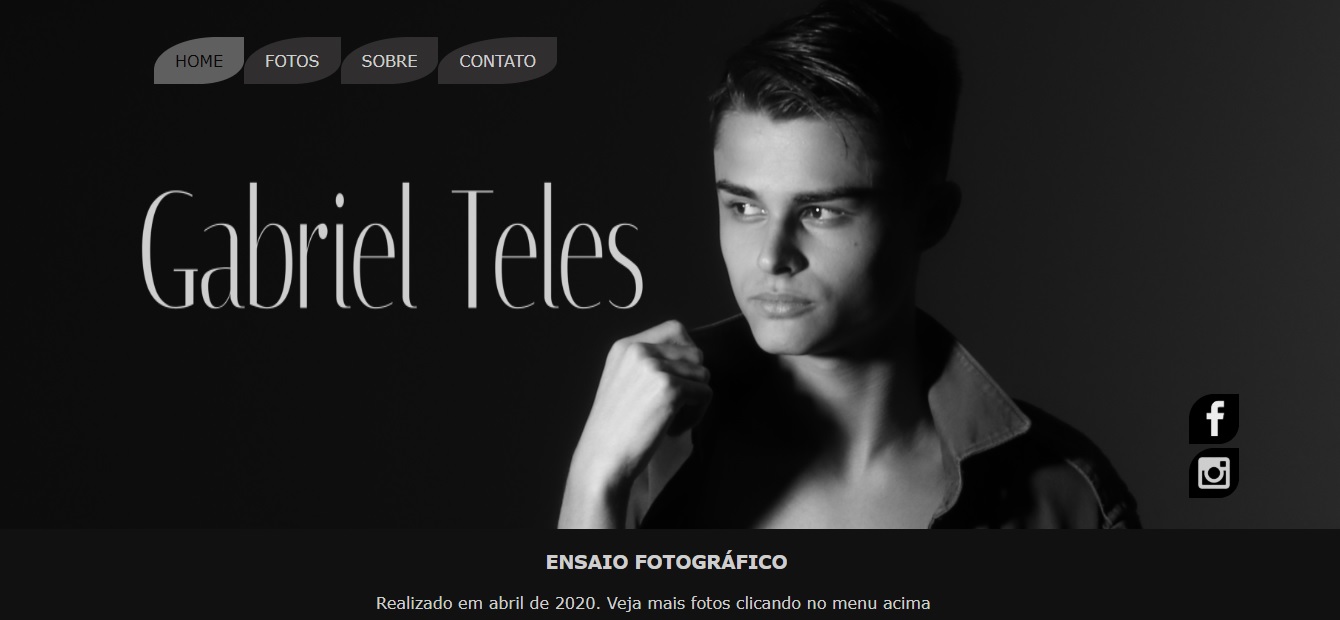 HOME FOTOS SOBRE CONTATO
Gabriel Teles
ENSAIO FOTOGRÁFICO
Realizado em abril de 2020. Veja mais fotos clicando no menu acima